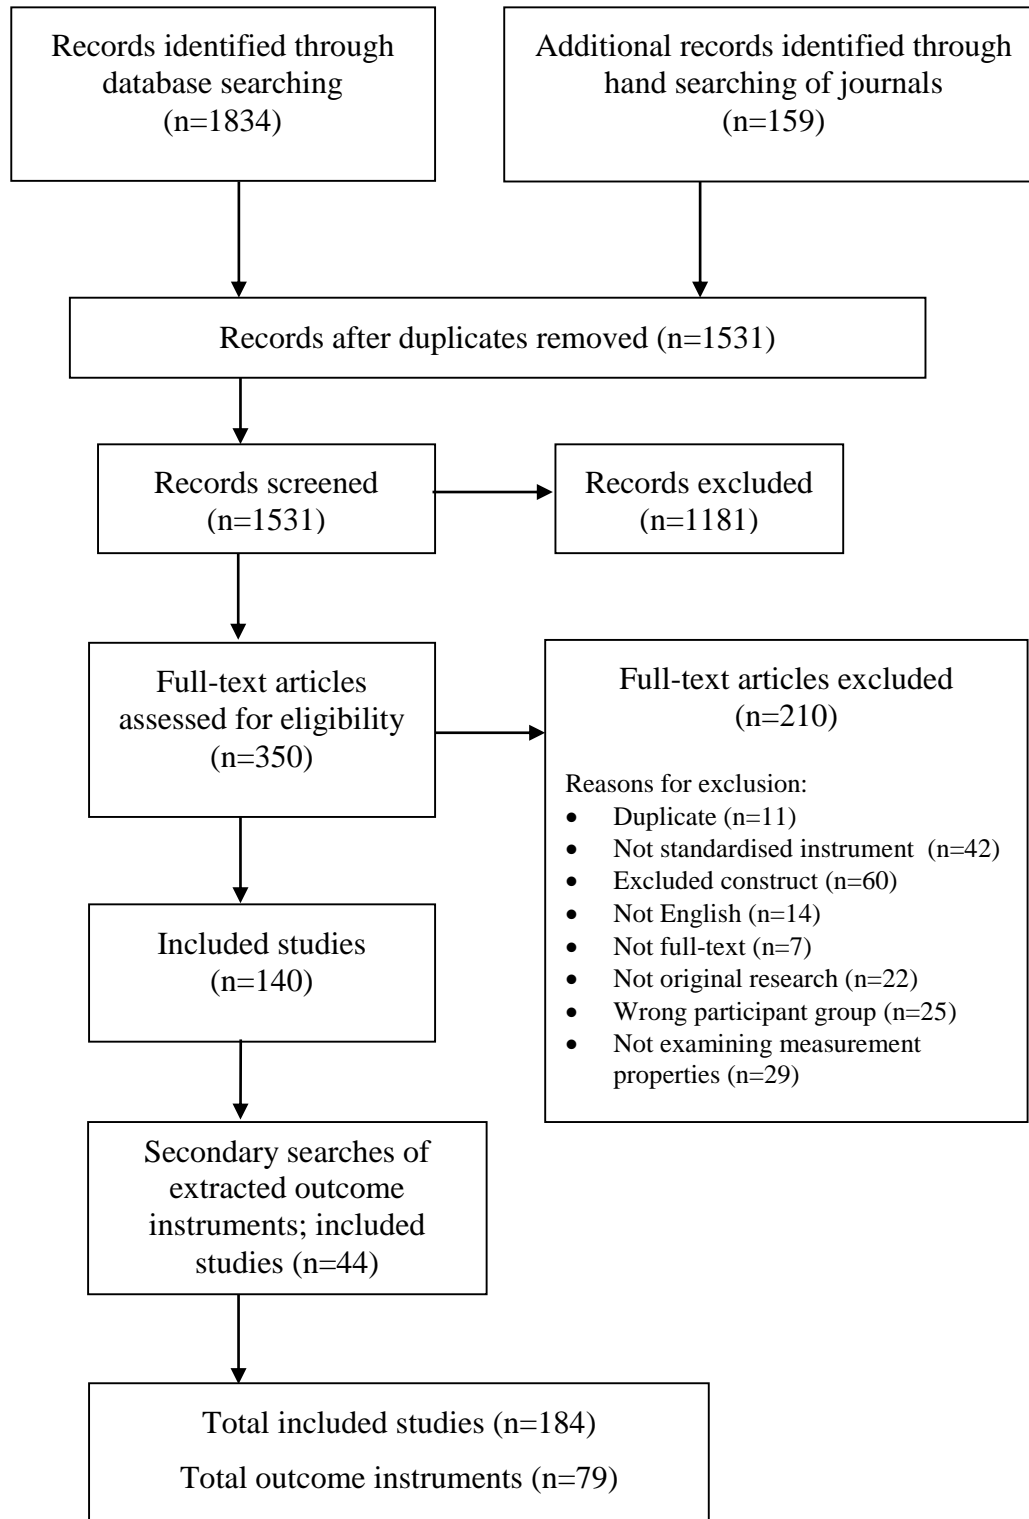 Records identified through
database searching
(n=1834)
Additional records identified through
hand searching of journals
(n=159)
Records after duplicates removed (n=1531)
Records screened
(n=1531)
Records excluded
(n=1181)
Full-text articles
assessed for eligibility
(n=350)
Full-text articles excluded
(n=210)
Reasons for exclusion:
• Duplicate (n=11)
• Not standardised instrument  (n=42)
• Excluded construct (n=60)
• Not English (n=14)
• Not full-text (n=7)
• Not original research (n=22)
• Wrong participant group (n=25)
• Not examining measurement
properties (n=29)
Included studies
(n=140)
Secondary searches of
extracted outcome
instruments; included
studies (n=44)
Total included studies (n=184)
Total outcome instruments (n=79)